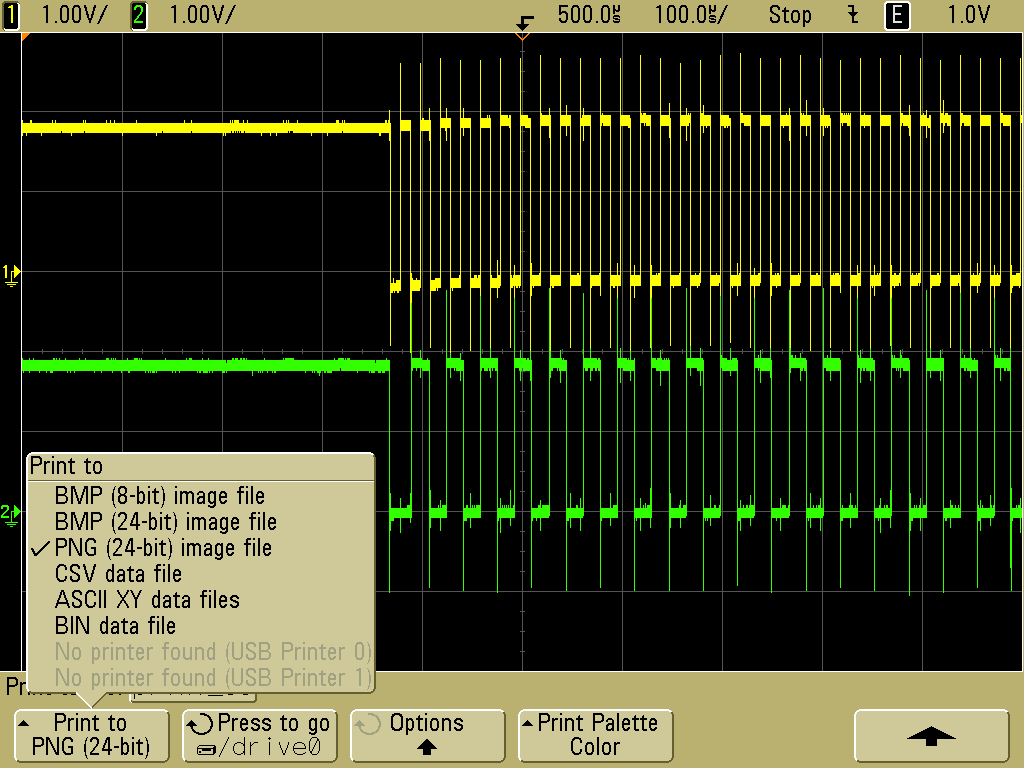 1 1.00V/ 2 1.00V/ 500.0µs 100.0µs/ Stop E 1.0V
1
2
Print to
BMP (8-bit) image file
BMP (24-bit) image file
✓ PNG (24-bit) image file
CSV data file
ASCII XY data files
BIN data file
No printer found (USB Printer 0)
No printer found (USB Printer 1)
Print to
PNG (24-bit)
Press to go
/drive0
Options
Print Palette
Color